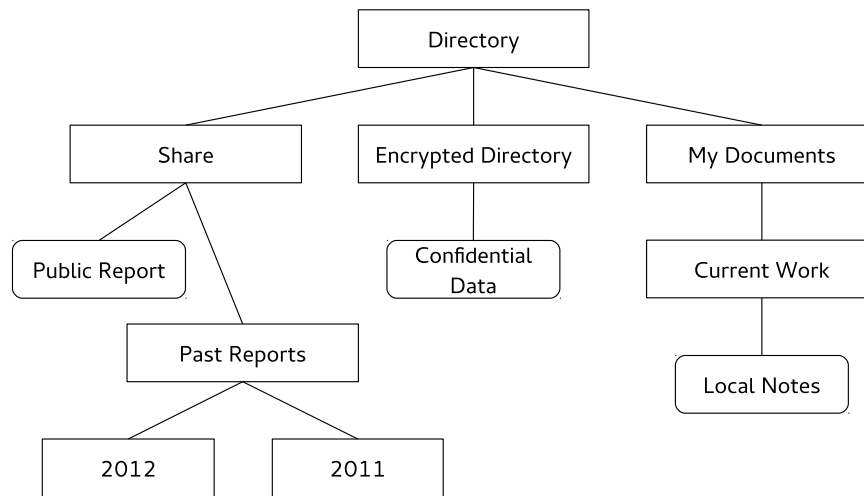 Directory
Share
Encrypted Directory
My Documents
Public Report
Confidential
Data
Current Work
Past Reports
Local Notes
2012
2011